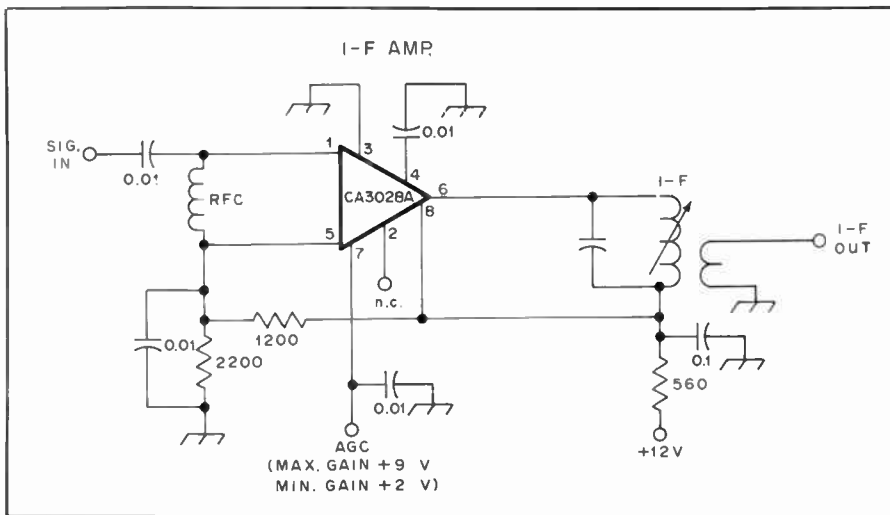 I-F AMP.
SIG. IN
0.01
RFC
1
3
4
0.01
CA3028A
6
8
5
7
2
n.c.
0.01
2200
1200
0.01
AGC
(MAX. GAIN +9 V
MIN. GAIN +2 V)
I-F
I-F
OUT
0.1
560
+12V